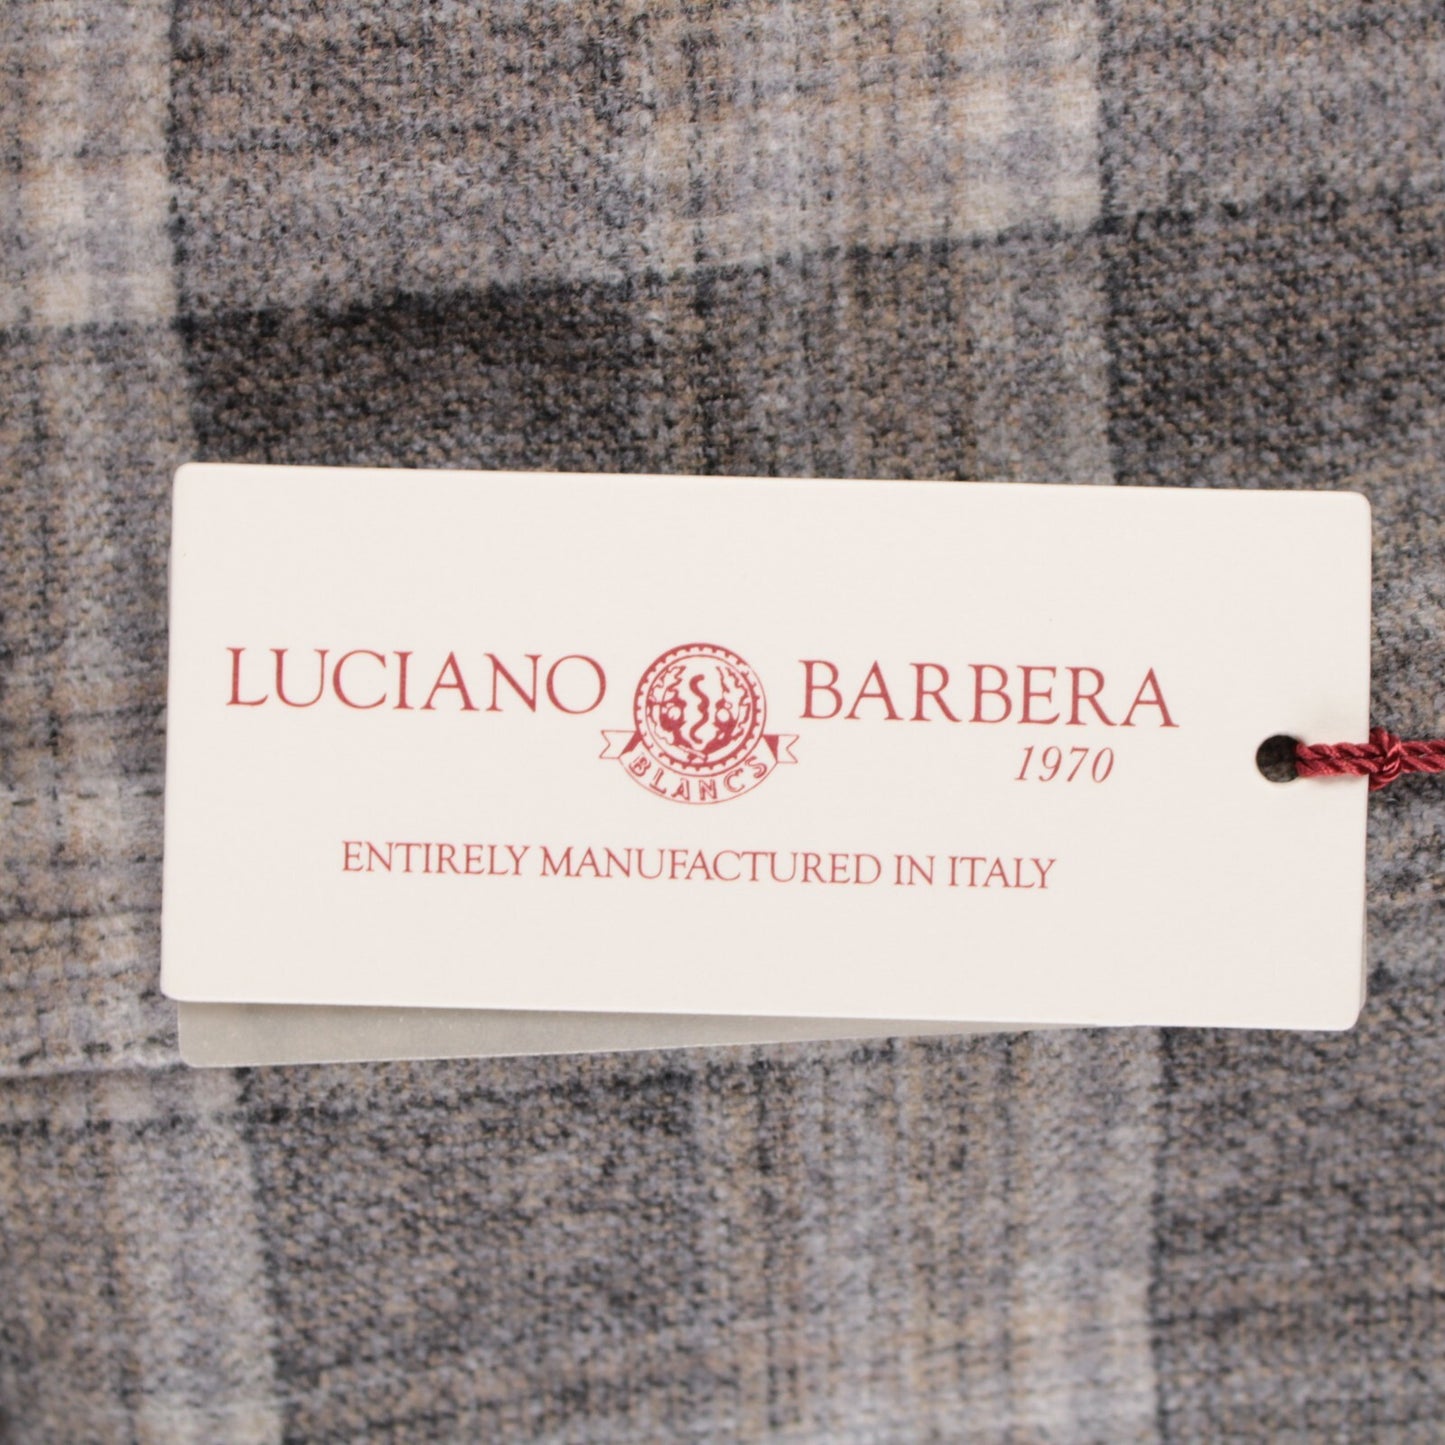 LUCIANO BARBERA
BLANCS
1970
ENTIRELY MANUFACTURED IN ITALY